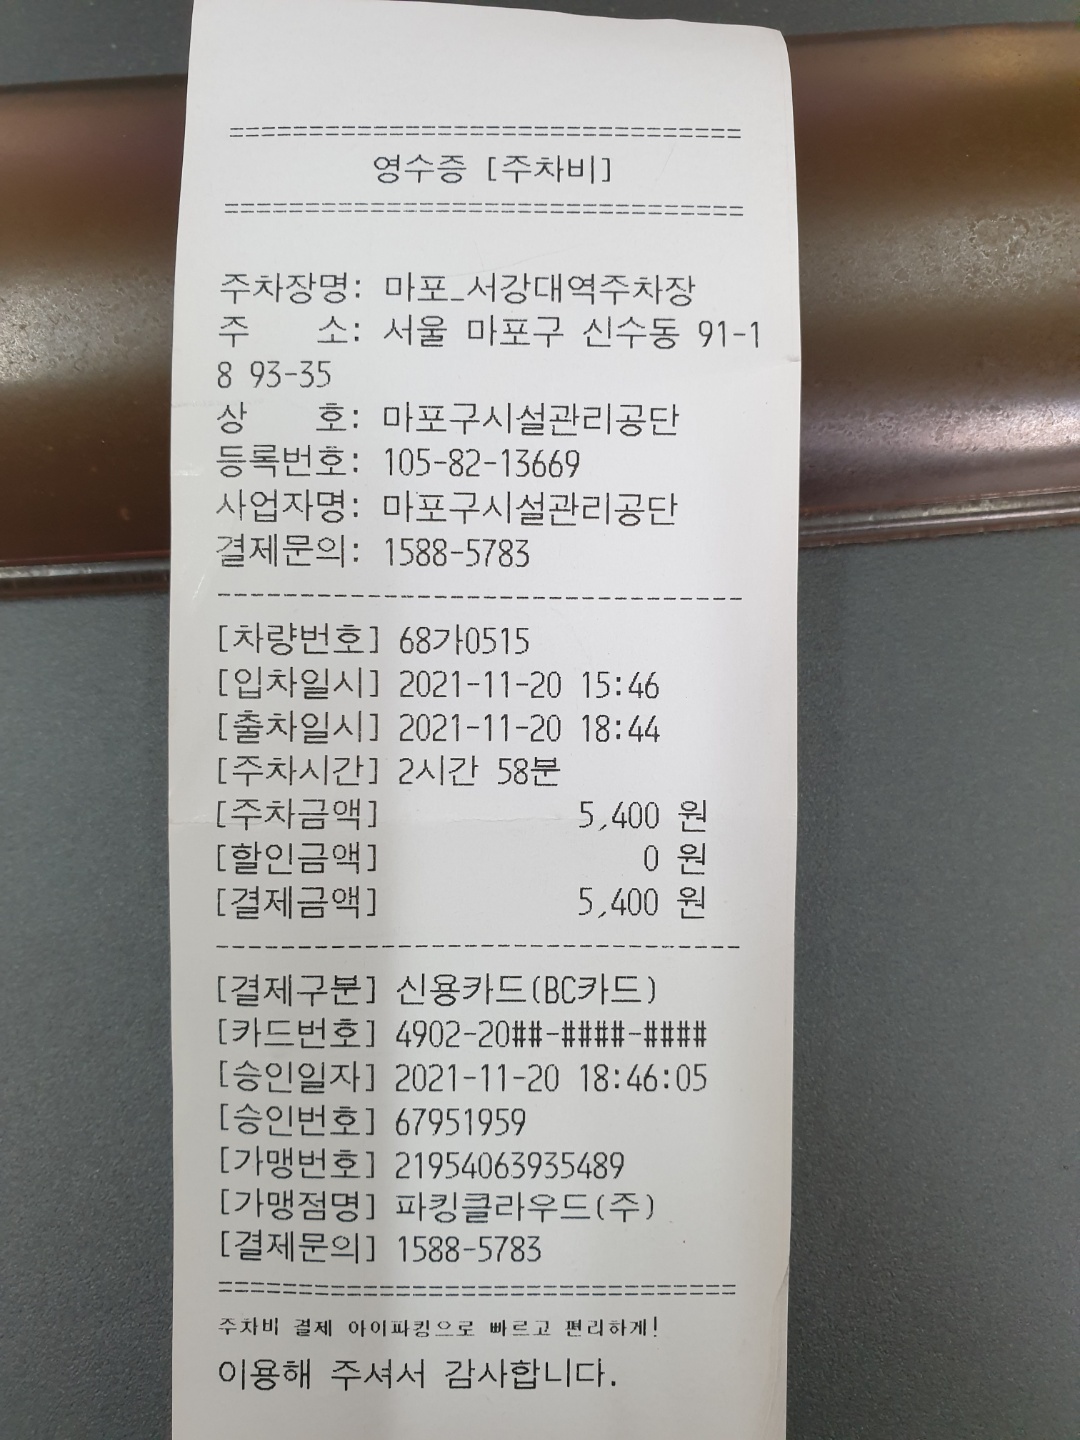 ================================
영수증 [주차비]
================================
주차장명: 마포_서강대역주차장
주    소: 서울 마포구 신수동 91-1
8 93-35
상    호: 마포구시설관리공단
등록번호: 105-82-13669
사업자명: 마포구시설관리공단
결제문의: 1588-5783
--------------------------------
[차량번호] 68가0515
[입차일시] 2021-11-20 15:46
[출차일시] 2021-11-20 18:44
[주차시간] 2시간 58분
[주차금액] 5,400 원
[할인금액] 0 원
[결제금액] 5,400 원
--------------------------------
[결제구분] 신용카드(BC카드)
[카드번호] 4902-20##-####-####
[승인일자] 2021-11-20 18:46:05
[승인번호] 67951959
[가맹번호] 21954063935489
[가맹점명] 파킹클라우드(주)
[결제문의] 1588-5783
================================
주차비 결제 아이파킹으로 빠르고 편리하게!
이용해 주셔서 감사합니다.